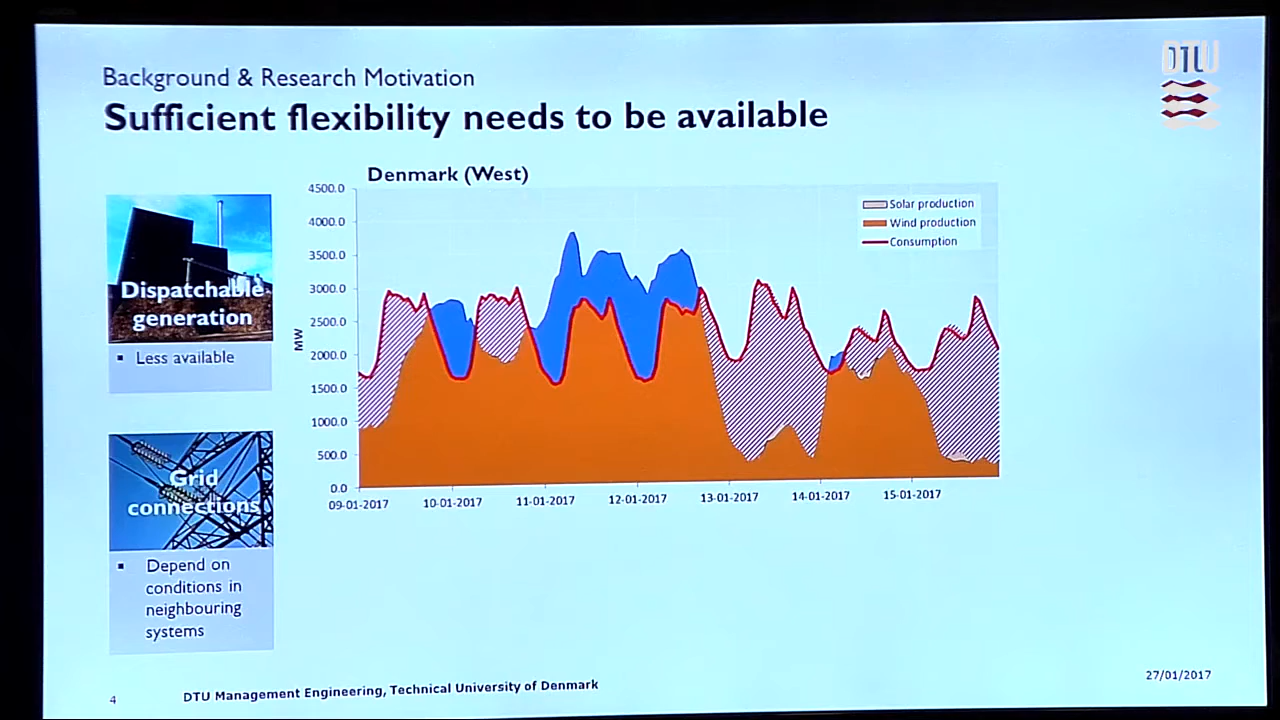 Background & Research Motivation
Sufficient flexibility needs to be available
DTU
Denmark (West)
4500.0
4000.0
3500.0
3000.0
2500.0
2000.0
1500.0
1000.0
500.0
0.0
MW
09-01-2017
10-01-2017
11-01-2017
12-01-2017
13-01-2017
14-01-2017
15-01-2017
Solar production
Wind production
Consumption
Dispatchable
generation
▪ Less available
Grid
connections
▪ Depend on
conditions in
neighbouring
systems
4
DTU Management Engineering, Technical University of Denmark
27/01/2017